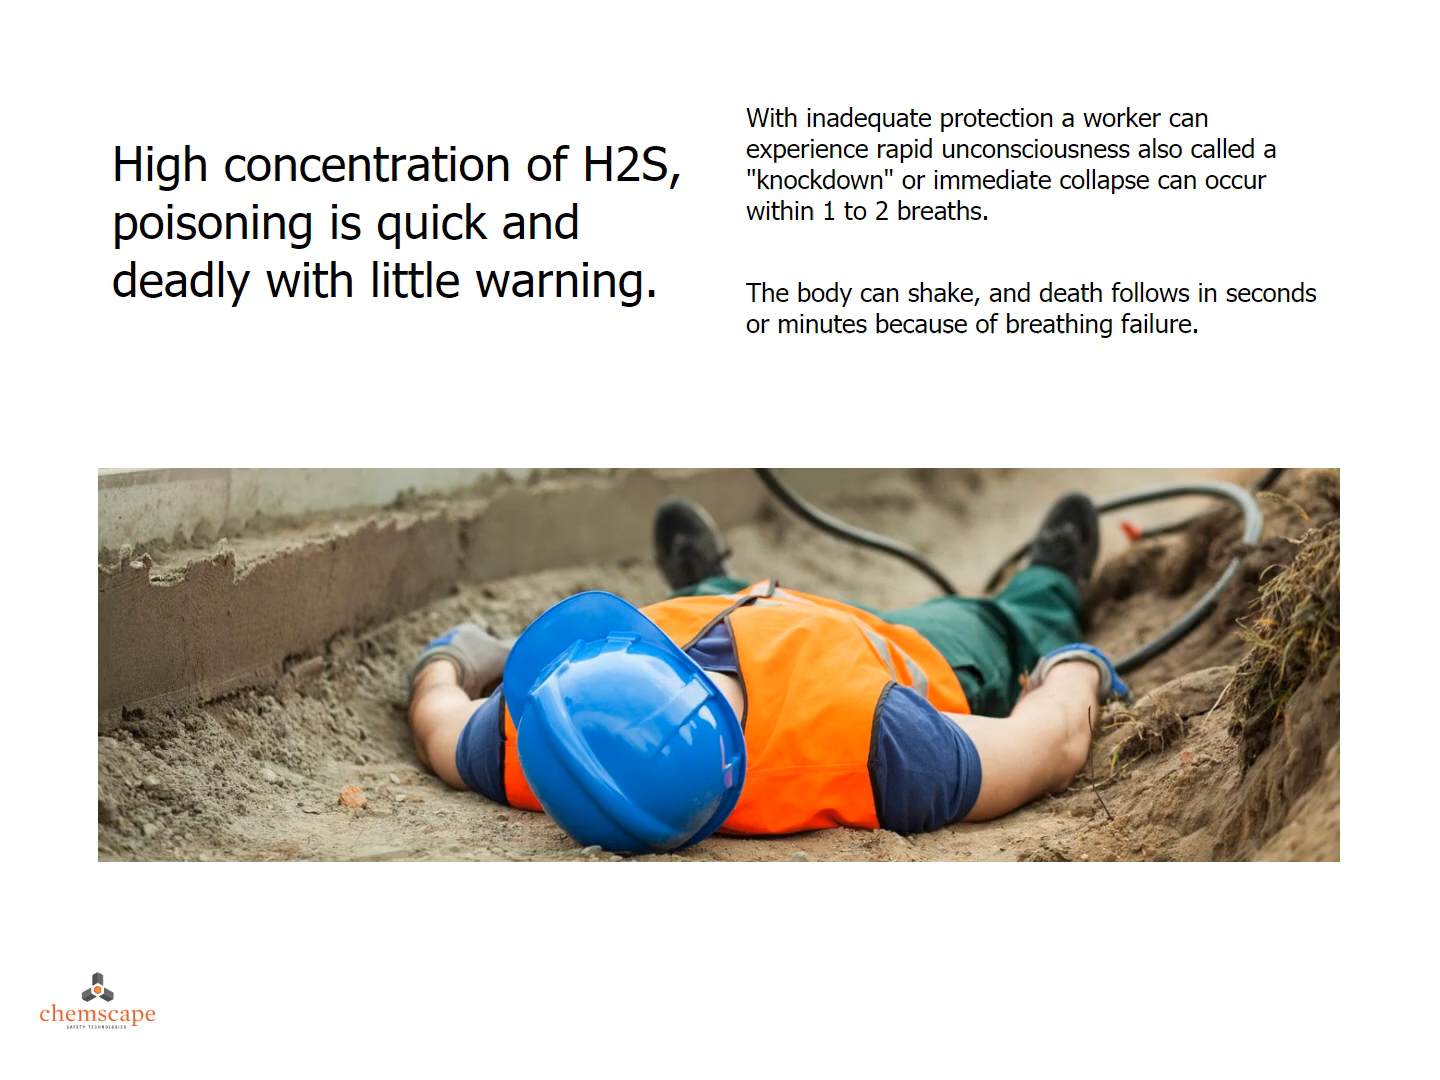 High concentration of H2S,
poisoning is quick and
deadly with little warning.
With inadequate protection a worker can
experience rapid unconsciousness also called a
"knockdown" or immediate collapse can occur
within 1 to 2 breaths.
The body can shake, and death follows in seconds
or minutes because of breathing failure.
chemscape
SAFETY TECHNOLOGIES